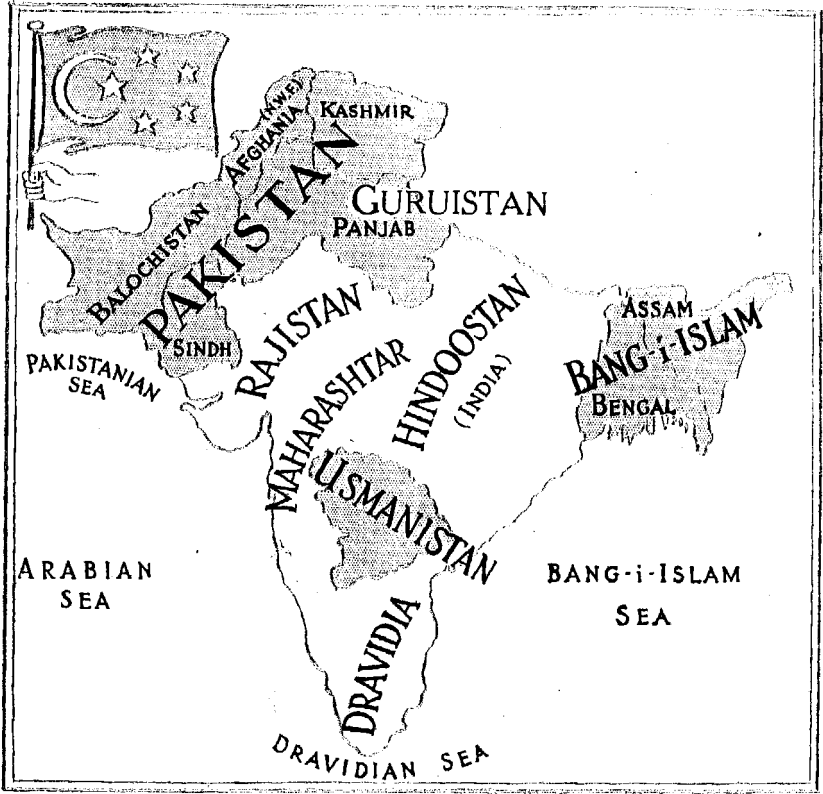 (N.W.F.)
AFGHANIA
KASHMIR
PAKISTAN
GURUISTAN
PANJAB
BALOCHISTAN
SINDH
PAKISTANIAN
SEA
RAJISTAN
MAHARASHTAR
HINDOOSTAN
(INDIA)
ASSAM
BANG-i-ISLAM
BENGAL
USMANISTAN
ARABIAN
SEA
BANG-i-ISLAM
SEA
DRAVIDIA
DRAVIDIAN SEA